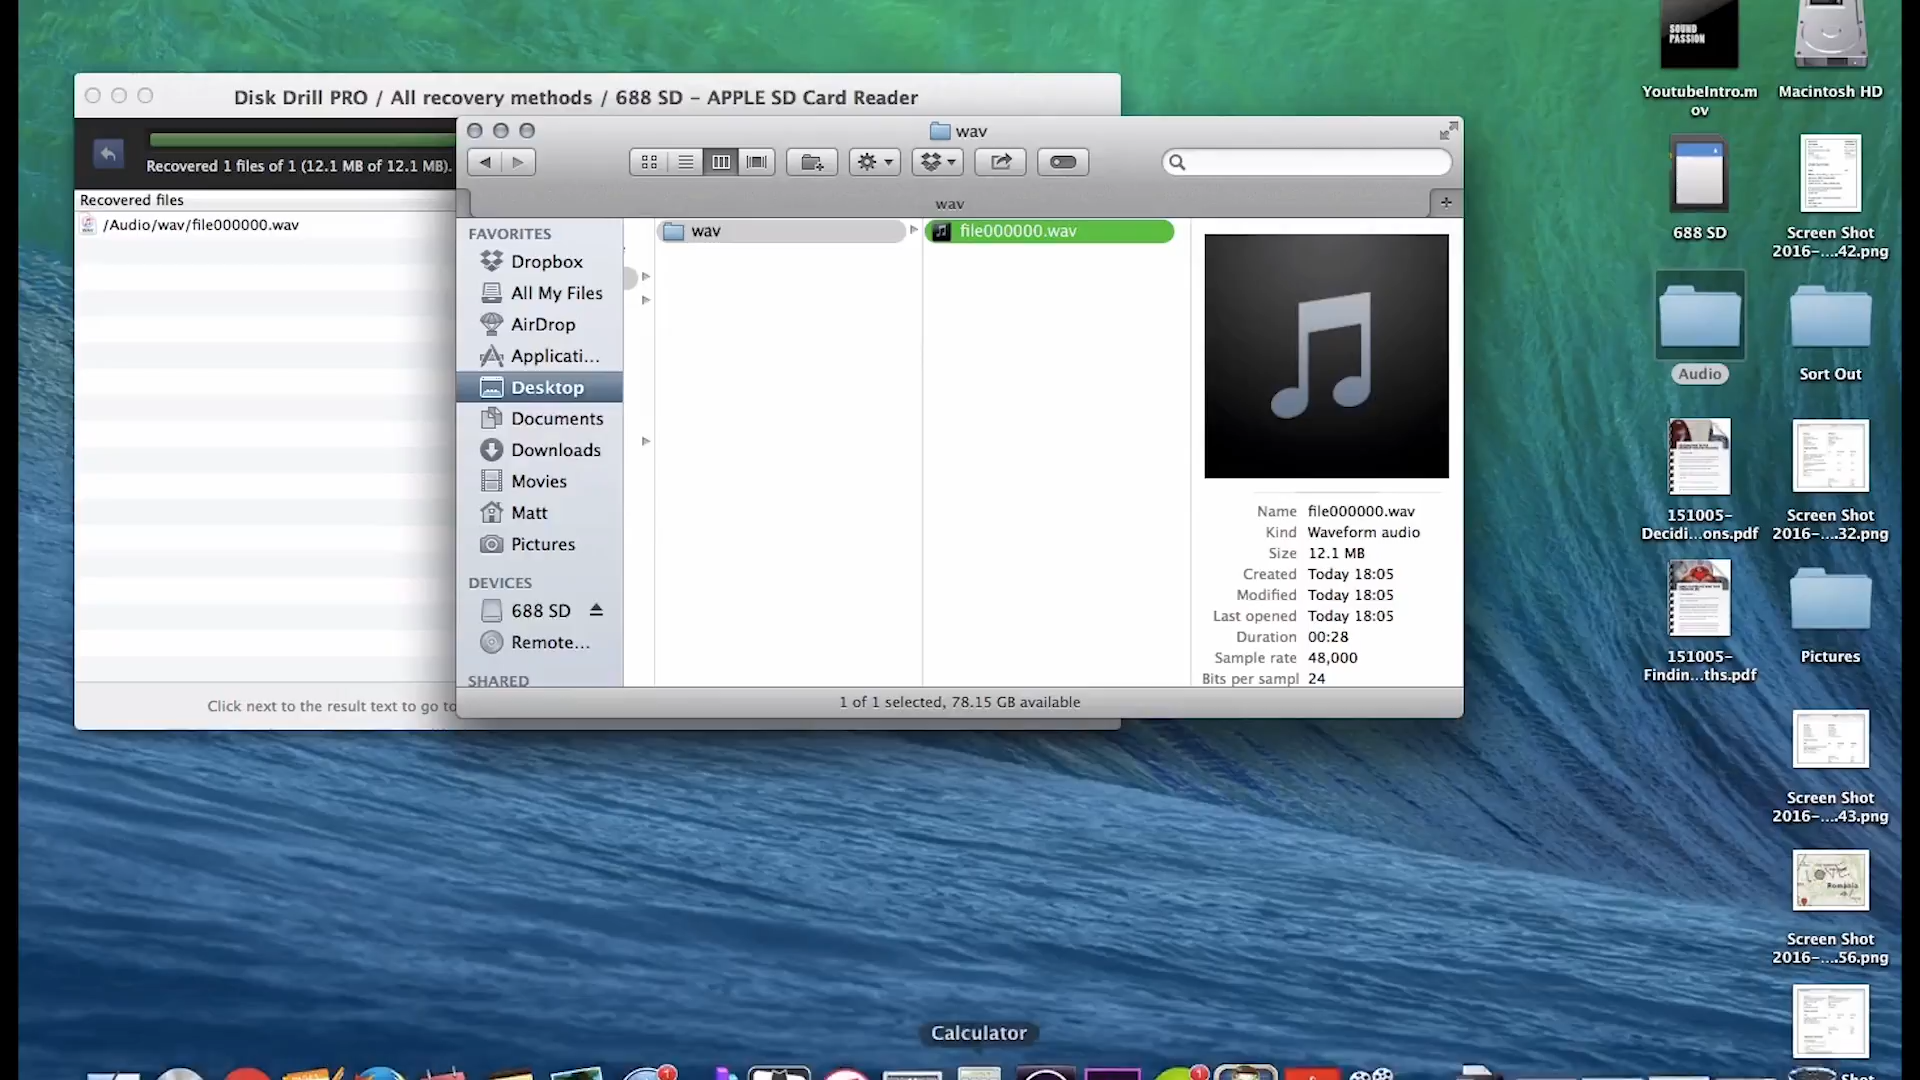 Disk Drill PRO / All recovery methods / 688 SD - APPLE SD Card Reader
Recovered 1 files of 1 (12.1 MB of 12.1 MB).
Recovered files
/Audio/wav/file000000.wav
Click next to the result text to go to
wav
wav
FAVORITES
Dropbox
All My Files
AirDrop
Applicati...
Desktop
Documents
Downloads
Movies
Matt
Pictures
DEVICES
688 SD
Remote...
SHARED
wav
file000000.wav
Name file000000.wav
Kind Waveform audio
Size 12.1 MB
Created Today 18:05
Modified Today 18:05
Last opened Today 18:05
Duration 00:28
Sample rate 48,000
Bits per sampl 24
1 of 1 selected, 78.15 GB available
SOUND
PASSION
YoutubeIntro.m
ov
Macintosh HD
688 SD
Screen Shot
2016-....42.png
Audio
Sort Out
151005-
Decidi...ons.pdf
Screen Shot
2016-....32.png
151005-
Findin...ths.pdf
Pictures
Screen Shot
2016-....43.png
Romania
Screen Shot
2016-....56.png
Calculator
1
1